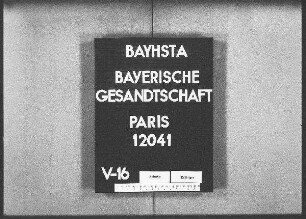 BAYHSTA
BAYERISCHE
GESANDTSCHAFT
PARIS
12041
V-16